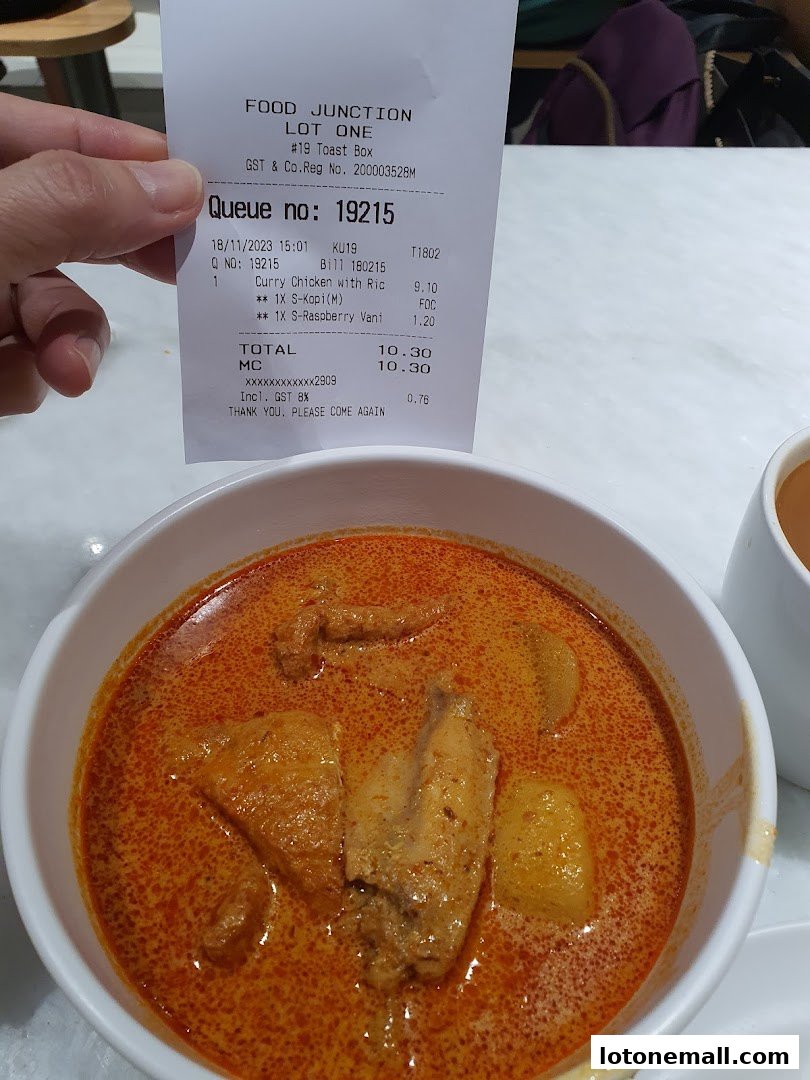 FOOD JUNCTION
LOT ONE
#19 Toast Box
GST & Co.Reg No. 200003528M
Queue no: 19215
18/11/2023 15:01 KU19 T1802
Q NO: 19215 Bill 180215
1 Curry Chicken with Ric 9.10
** 1X S-Kopi(M) FOC
** 1X S-Raspberry Vani 1.20
TOTAL 10.30
MC 10.30
xxxxxxxxxxxx2909
Incl. GST 8% 0.76
THANK YOU, PLEASE COME AGAIN
lotonemall.com